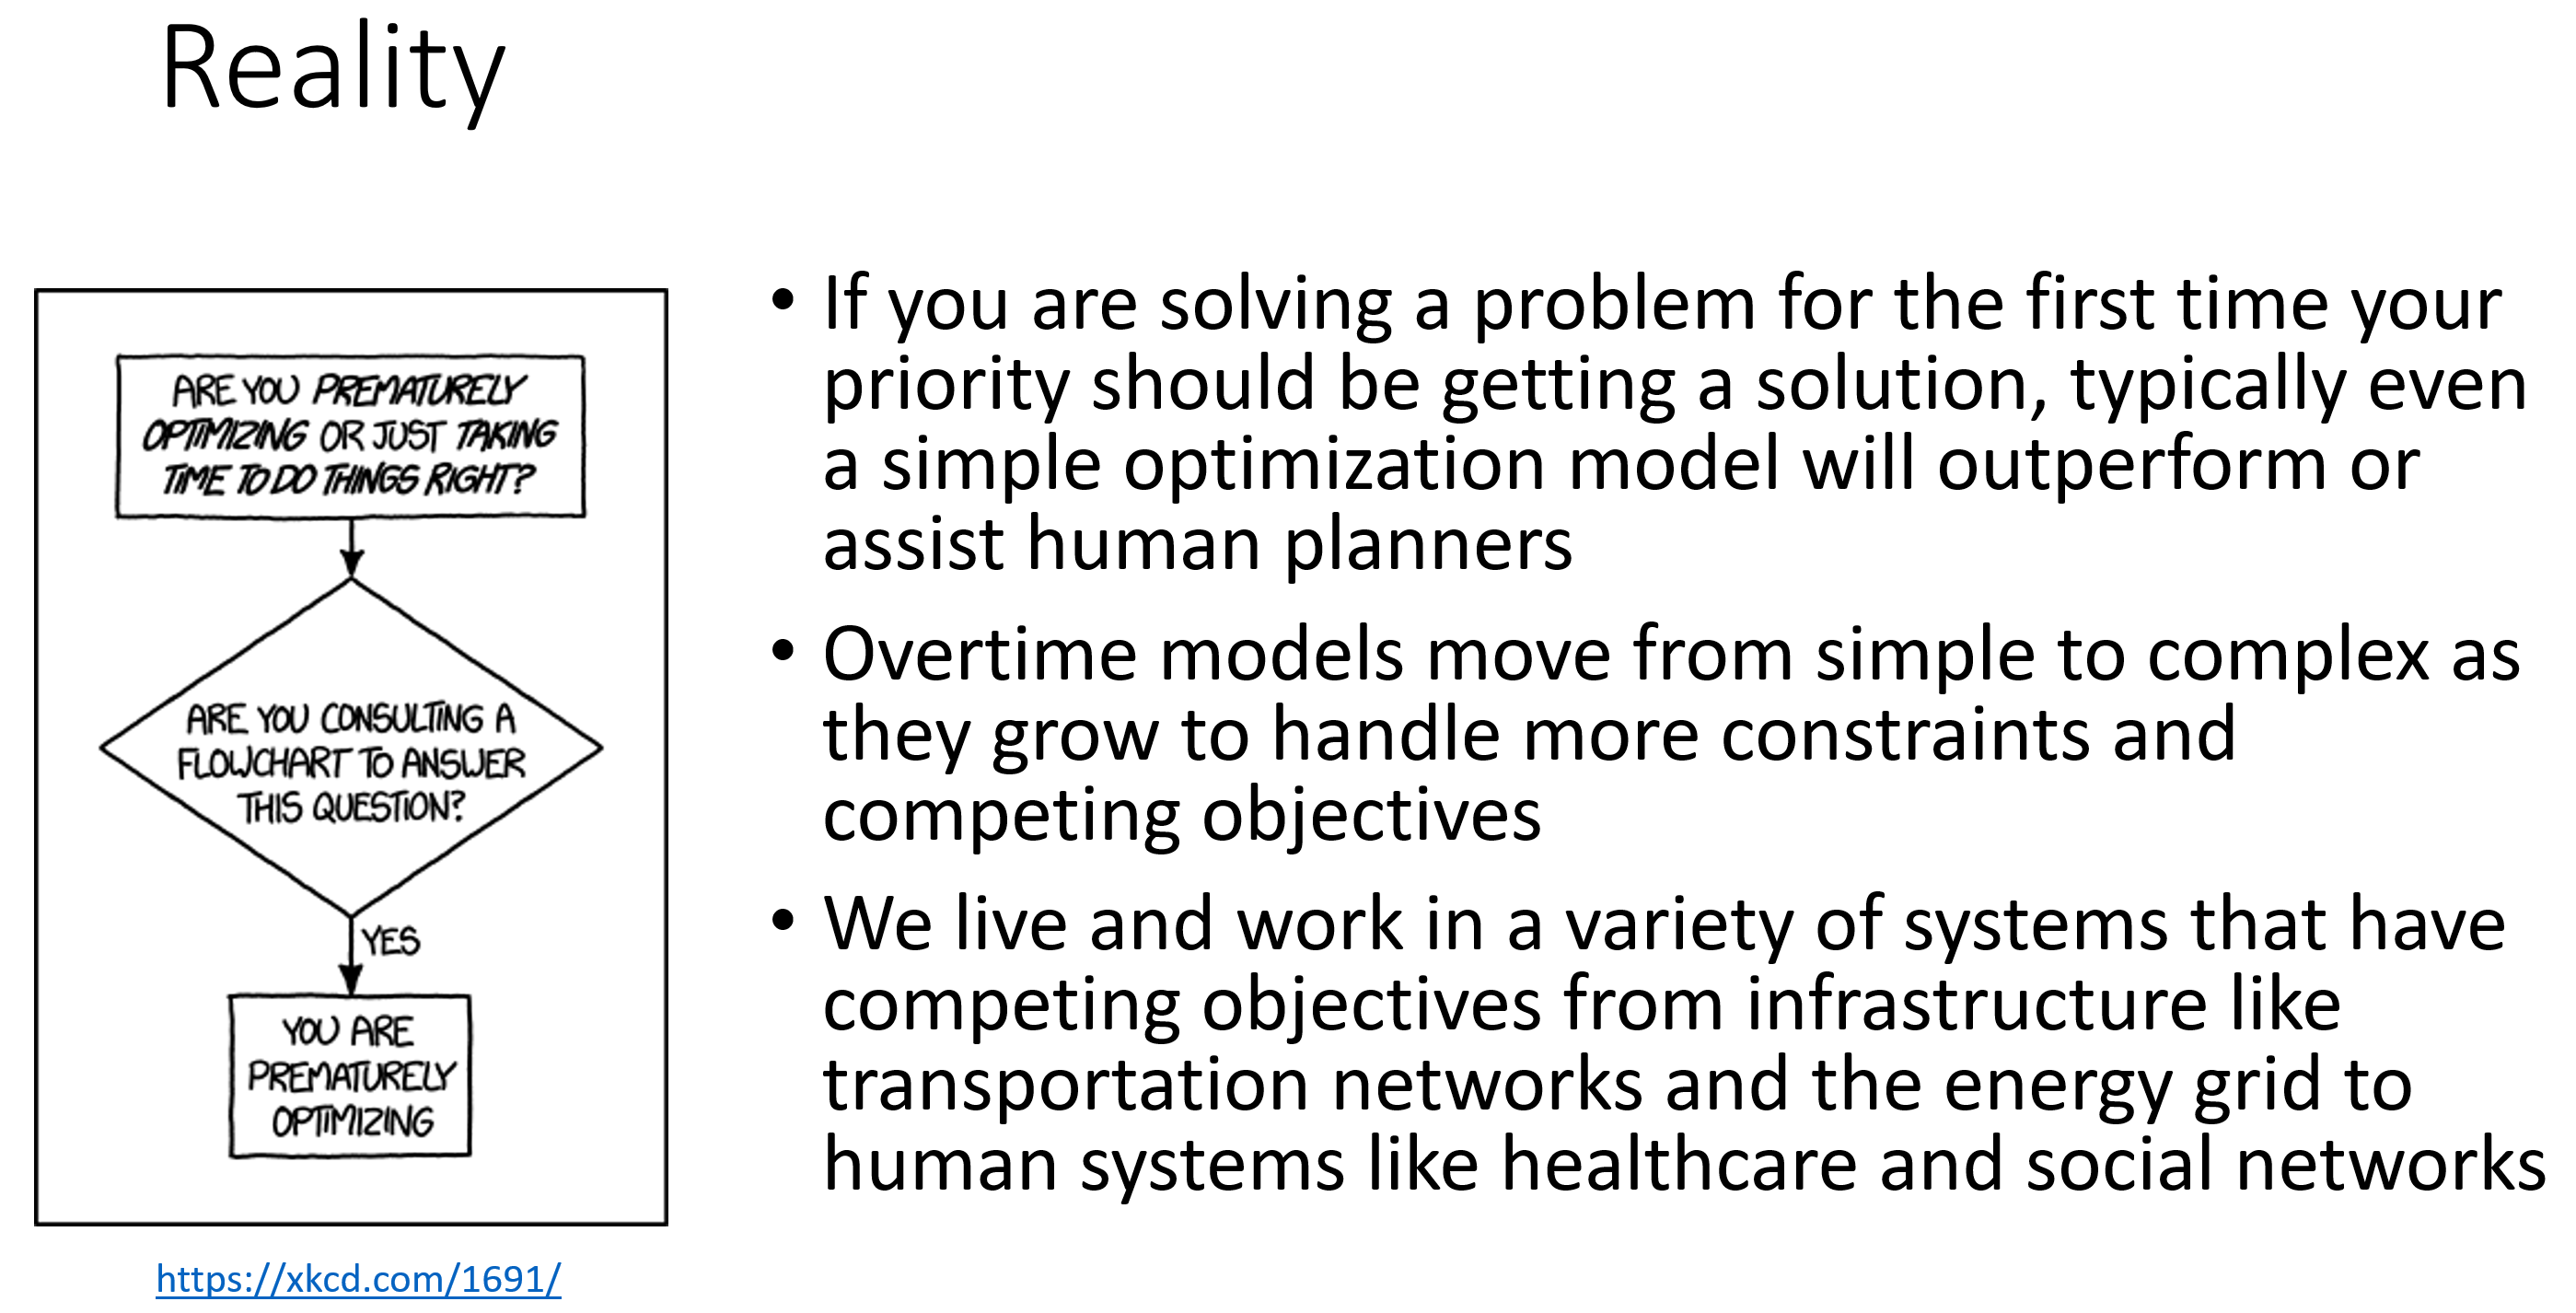 Reality
ARE YOU PREMATURELY
OPTIMIZING OR JUST TAKING
TIME TO DO THINGS RIGHT?
ARE YOU CONSULTING A
FLOWCHART TO ANSWER
THIS QUESTION?
YES
YOU ARE
PREMATURELY
OPTIMIZING
https://xkcd.com/1691/
• If you are solving a problem for the first time your
priority should be getting a solution, typically even
a simple optimization model will outperform or
assist human planners
• Overtime models move from simple to complex as
they grow to handle more constraints and
competing objectives
• We live and work in a variety of systems that have
competing objectives from infrastructure like
transportation networks and the energy grid to
human systems like healthcare and social networks